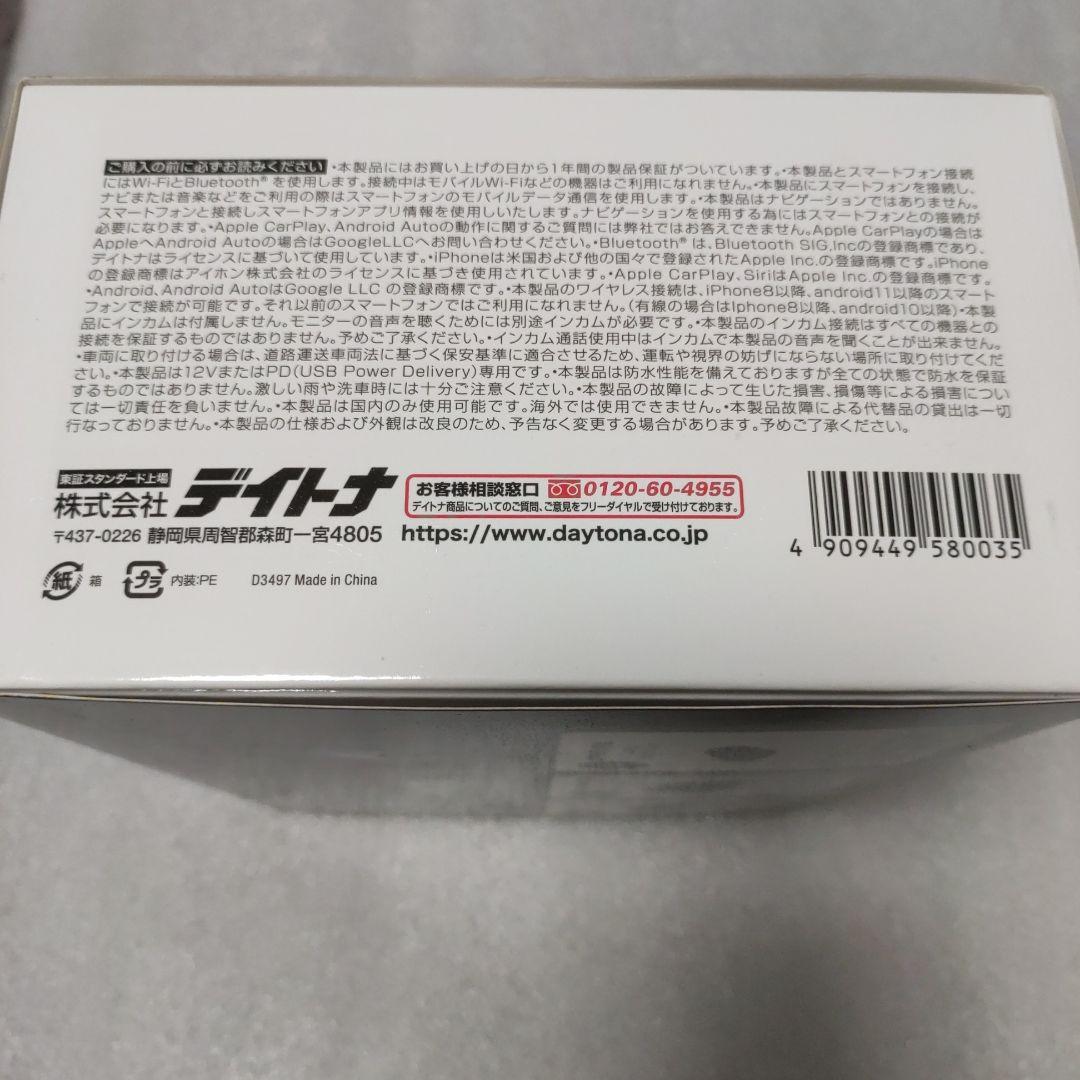 ご購入の前に必ずお読みください •本製品にはお買い上げの日から1年間の製品保証がついています。•本製品とスマートフォン接続
にはWi-FiとBluetooth®を使用します。接続中はモバイルWi-Fiなどの機器はご利用になれません。•本製品にスマートフォンを接続し、
ナビまたは音楽などをご利用の際はスマートフォンのモバイルデータ通信を使用します。•本製品はナビゲーションではありません。
スマートフォンと接続しスマートフォンアプリ情報を使用しいたします。ナビゲーションを使用する為にはスマートフォンとの接続が
必要になります。•Apple CarPlay、Android Autoの動作に関するご質問には弊社ではお答えできません。Apple CarPlayの場合は
AppleへAndroid Autoの場合はGoogleLLCへお問い合わせください。•Bluetooth®は、Bluetooth SIG,Incの登録商標であり、
デイトナはライセンスに基づいて使用しています。•iPhoneは米国および他の国々で登録されたApple Inc.の登録商標です。iPhone
の登録商標はアイホン株式会社のライセンスに基づき使用されています。•Apple CarPlay、SiriはApple Inc.の登録商標です。
•Android、Android AutoはGoogle LLC の登録商標です。•本製品のワイヤレス接続は、iPhone8以降、android11以降のスマート
フォンで接続が可能です。それ以前のスマートフォンではご利用になれません。(有線の場合はIphone8以降、android10以降)•本製
品にインカムは付属しません。モニターの音声を聴くためには別途インカムが必要です。•本製品のインカム接続はすべての機器との
接続を保証するものではありません。予めご了承ください。•インカム通話使用中はインカムで本製品の音声を聞くことが出来ません。
•車両に取り付ける場合は、道路運送車両法に基づく保安基準に適合させるため、運転や視界の妨げにならない場所に取り付けてくだ
さい。•本製品は12VまたはPD(USB Power Delivery)専用です。•本製品は防水性能を備えておりますが全ての状態で防水を保証
するものではありません。激しい雨や洗車時には十分ご注意ください。•本製品の故障によって生じた損害、損傷等による損害につい
ては一切責任を負いません。•本製品は国内のみ使用可能です。海外では使用できません。•本製品故障による代替品の貸出は一切
行なっておりません。•本製品の仕様および外観は改良のため、予告なく変更する場合があります。予めご了承ください。
東証スタンダード上場
株式会社 デイトナ
お客様相談窓口 0120-60-4955
デイトナ商品についてのご質問、ご意見をフリーダイヤルで受け付けております。
〒437-0226 静岡県周智郡森町一宮4805 https://www.daytona.co.jp
4 909449 580035
紙 箱 プラ 内装:PE D3497 Made in China